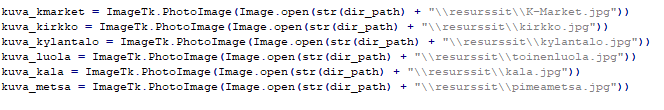 kuva_kmarket = ImageTk.PhotoImage(Image.open(str(dir_path) + "\\resurssit\\K-Market.jpg"))
kuva_kirkko = ImageTk.PhotoImage(Image.open(str(dir_path) + "\\resurssit\\kirkko.jpg"))
kuva_kylantalo = ImageTk.PhotoImage(Image.open(str(dir_path) + "\\resurssit\\kylantalo.jpg"))
kuva_luola = ImageTk.PhotoImage(Image.open(str(dir_path) + "\\resurssit\\toinenluola.jpg"))
kuva_kala = ImageTk.PhotoImage(Image.open(str(dir_path) + "\\resurssit\\kala.jpg"))
kuva_metsa = ImageTk.PhotoImage(Image.open(str(dir_path) + "\\resurssit\\pimeametsa.jpg"))